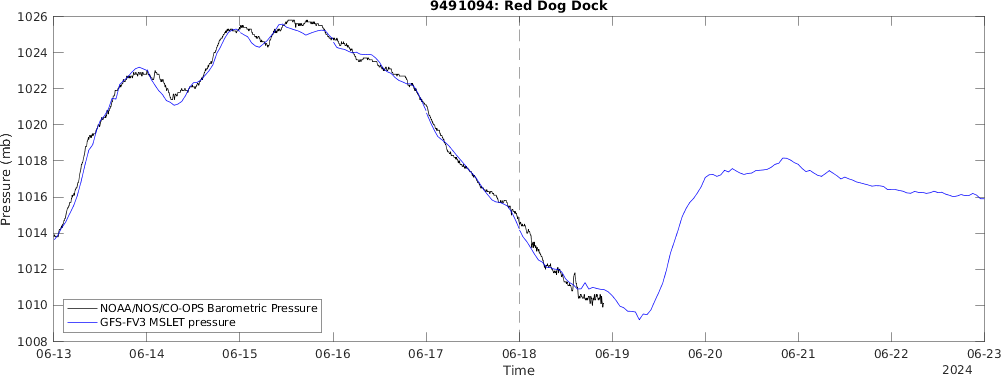 9491094: Red Dog Dock
Pressure (mb)
1026
1024
1022
1020
1018
1016
1014
1012
1010
1008
NOAA/NOS/CO-OPS Barometric Pressure
GFS-FV3 MSLET pressure
06-13 06-14 06-15 06-16 06-17 06-18 06-19 06-20 06-21 06-22 06-23
Time
2024